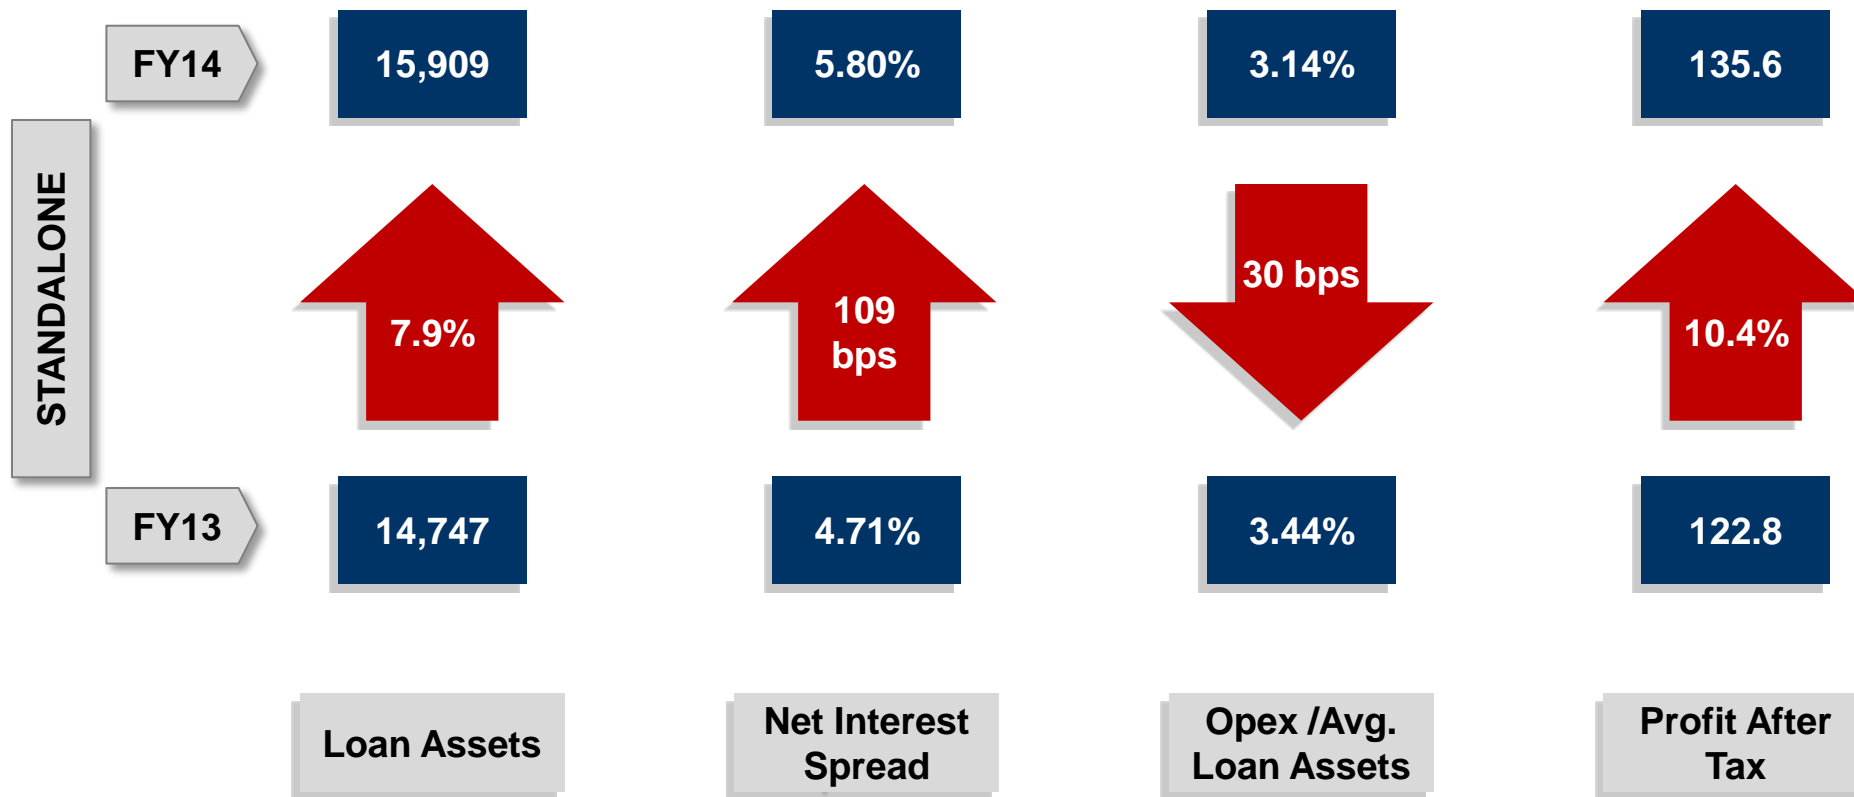 FY14
15,909
5.80%
3.14%
135.6
STANDALONE
7.9%
109
bps
30 bps
10.4%
FY13
14,747
4.71%
3.44%
122.8
Loan Assets
Net Interest
Spread
Opex /Avg.
Loan Assets
Profit After
Tax